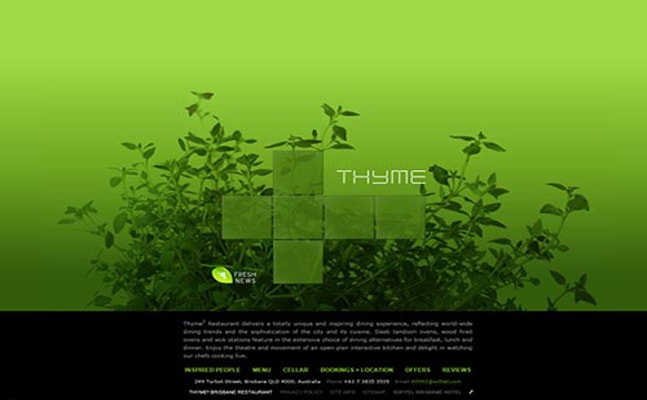 THYME
FRESH
NEWS
Thyme² Restaurant delivers a totally unique and inspiring dining experience, reflecting world-wide
dining trends and the sophistication of the city and its cuisine. Sleek tandoori ovens, wood fired
ovens and wok stations feature in the extensive choice of dining alternatives for breakfast, lunch and
dinner. Enjoy the theatre and movement of an open-plan interactive kitchen and delight in watching
our chefs cooking live.
INSPIRED PEOPLE MENU CELLAR BOOKINGS + LOCATION OFFERS REVIEWS
249 Turbot Street, Brisbane QLD 4000, Australia Phone +61 7 3835 3535 Email
THYME² BRISBANE RESTAURANT PRIVACY POLICY SITE INFO SITEMAP SOFITEL BRISBANE HOTEL